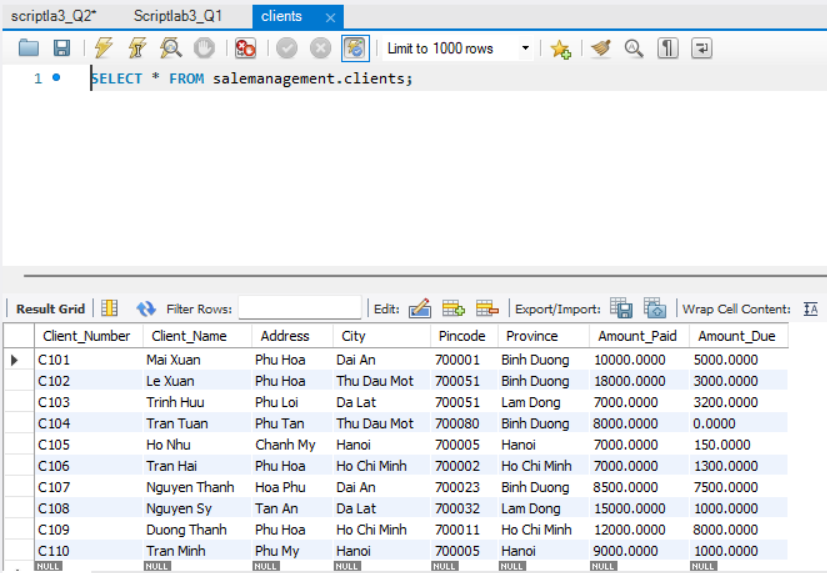 scriptla3_Q2* Scriptlab3_Q1 clients
Limit to 1000 rows
1 SELECT * FROM salemanagement.clients;
Result Grid Filter Rows: Edit: Export/Import: Wrap Cell Content: IA
Client_Number Client_Name Address City Pincode Province Amount_Paid Amount_Due
C101 Mai Xuan Phu Hoa Dai An 700001 Binh Duong 10000.0000 5000.0000
C102 Le Xuan Phu Hoa Thu Dau Mot 700051 Binh Duong 18000.0000 3000.0000
C103 Trinh Huu Phu Loi Da Lat 700051 Lam Dong 7000.0000 3200.0000
C104 Tran Tuan Phu Tan Thu Dau Mot 700080 Binh Duong 8000.0000 0.0000
C105 Ho Nhu Chanh My Hanoi 700005 Hanoi 7000.0000 150.0000
C106 Tran Hai Phu Hoa Ho Chi Minh 700002 Ho Chi Minh 7000.0000 1300.0000
C107 Nguyen Thanh Hoa Phu Dai An 700023 Binh Duong 8500.0000 7500.0000
C108 Nguyen Sy Tan An Da Lat 700032 Lam Dong 15000.0000 1000.0000
C109 Duong Thanh Phu Hoa Ho Chi Minh 700011 Ho Chi Minh 12000.0000 8000.0000
C110 Tran Minh Phu My Hanoi 700005 Hanoi 9000.0000 1000.0000
NULL NULL NULL NULL NULL NULL NULL NULL